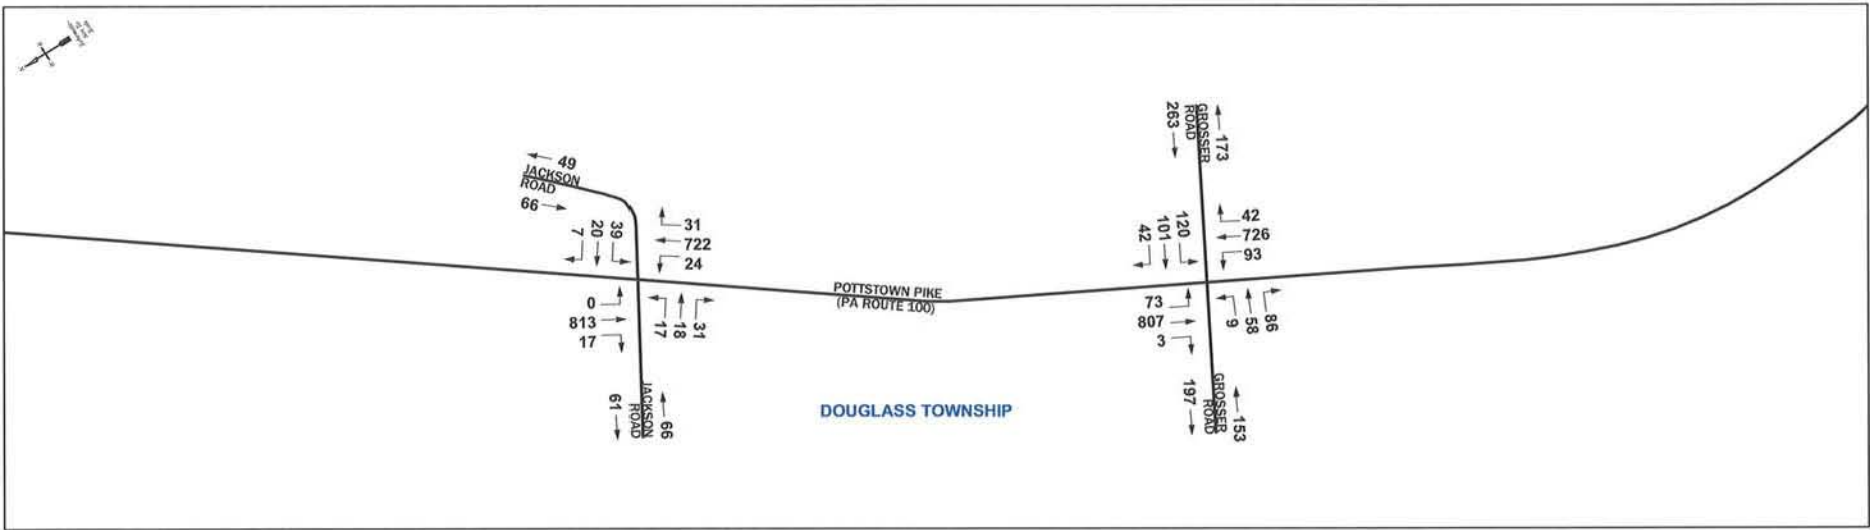 49
JACKSON
ROAD
66
7
20
39
31
722
24
0
813
17
17
18
31
61
JACKSON
ROAD
66
POTTSTOWN PIKE
(PA ROUTE 100)
DOUGLASS TOWNSHIP
263
GROSSER
ROAD
173
42
101
120
42
726
93
73
807
3
9
58
86
197
GROSSER
ROAD
153